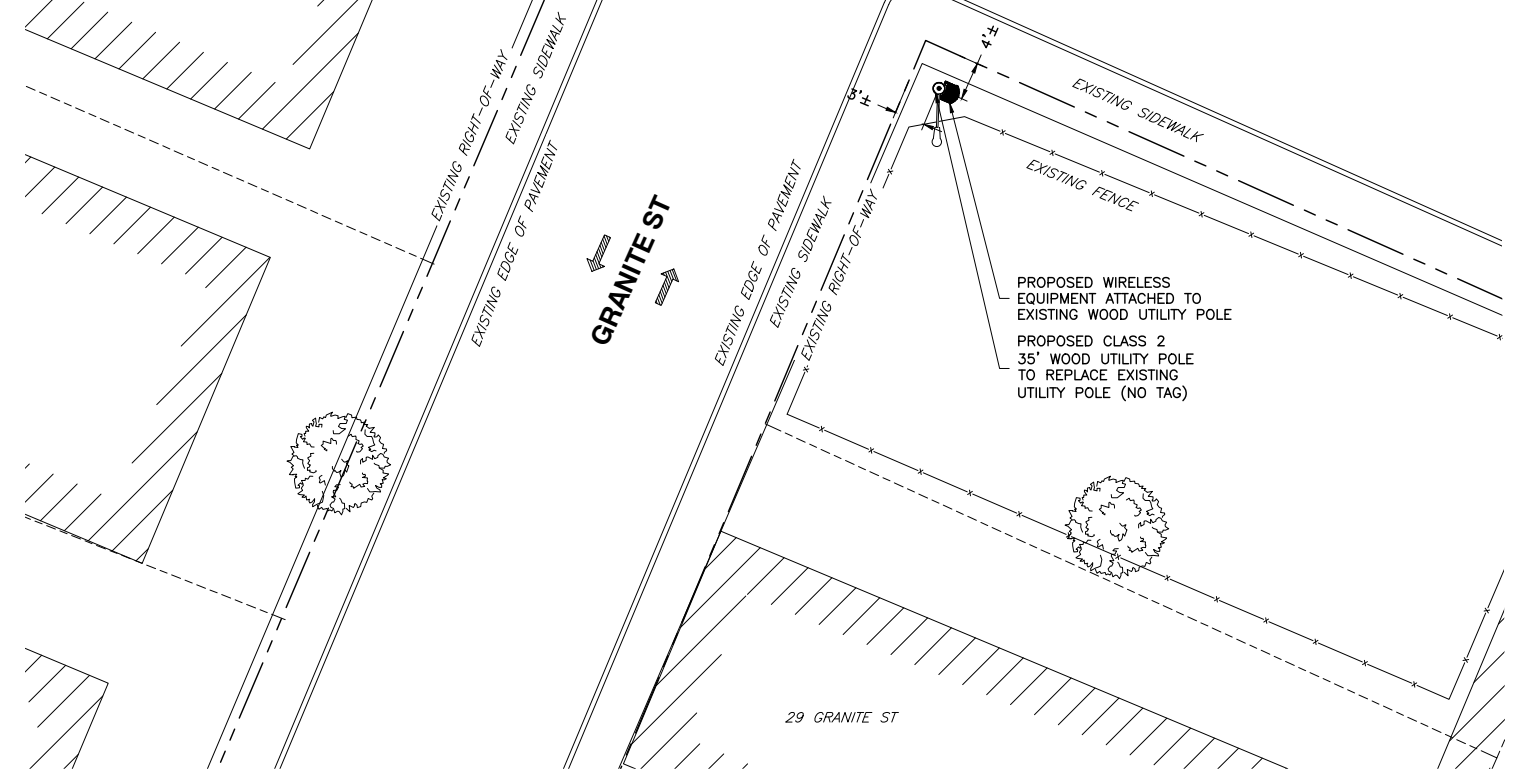 4'±
EXISTING SIDEWALK
EXISTING RIGHT-OF-WAY
EXISTING SIDEWALK
3'±
EXISTING FENCE
EXISTING EDGE OF PAVEMENT
GRANITE ST
EXISTING EDGE OF PAVEMENT
EXISTING SIDEWALK
EXISTING RIGHT-OF-WAY
PROPOSED WIRELESS
EQUIPMENT ATTACHED TO
EXISTING WOOD UTILITY POLE
PROPOSED CLASS 2
35' WOOD UTILITY POLE
TO REPLACE EXISTING
UTILITY POLE (NO TAG)
29 GRANITE ST